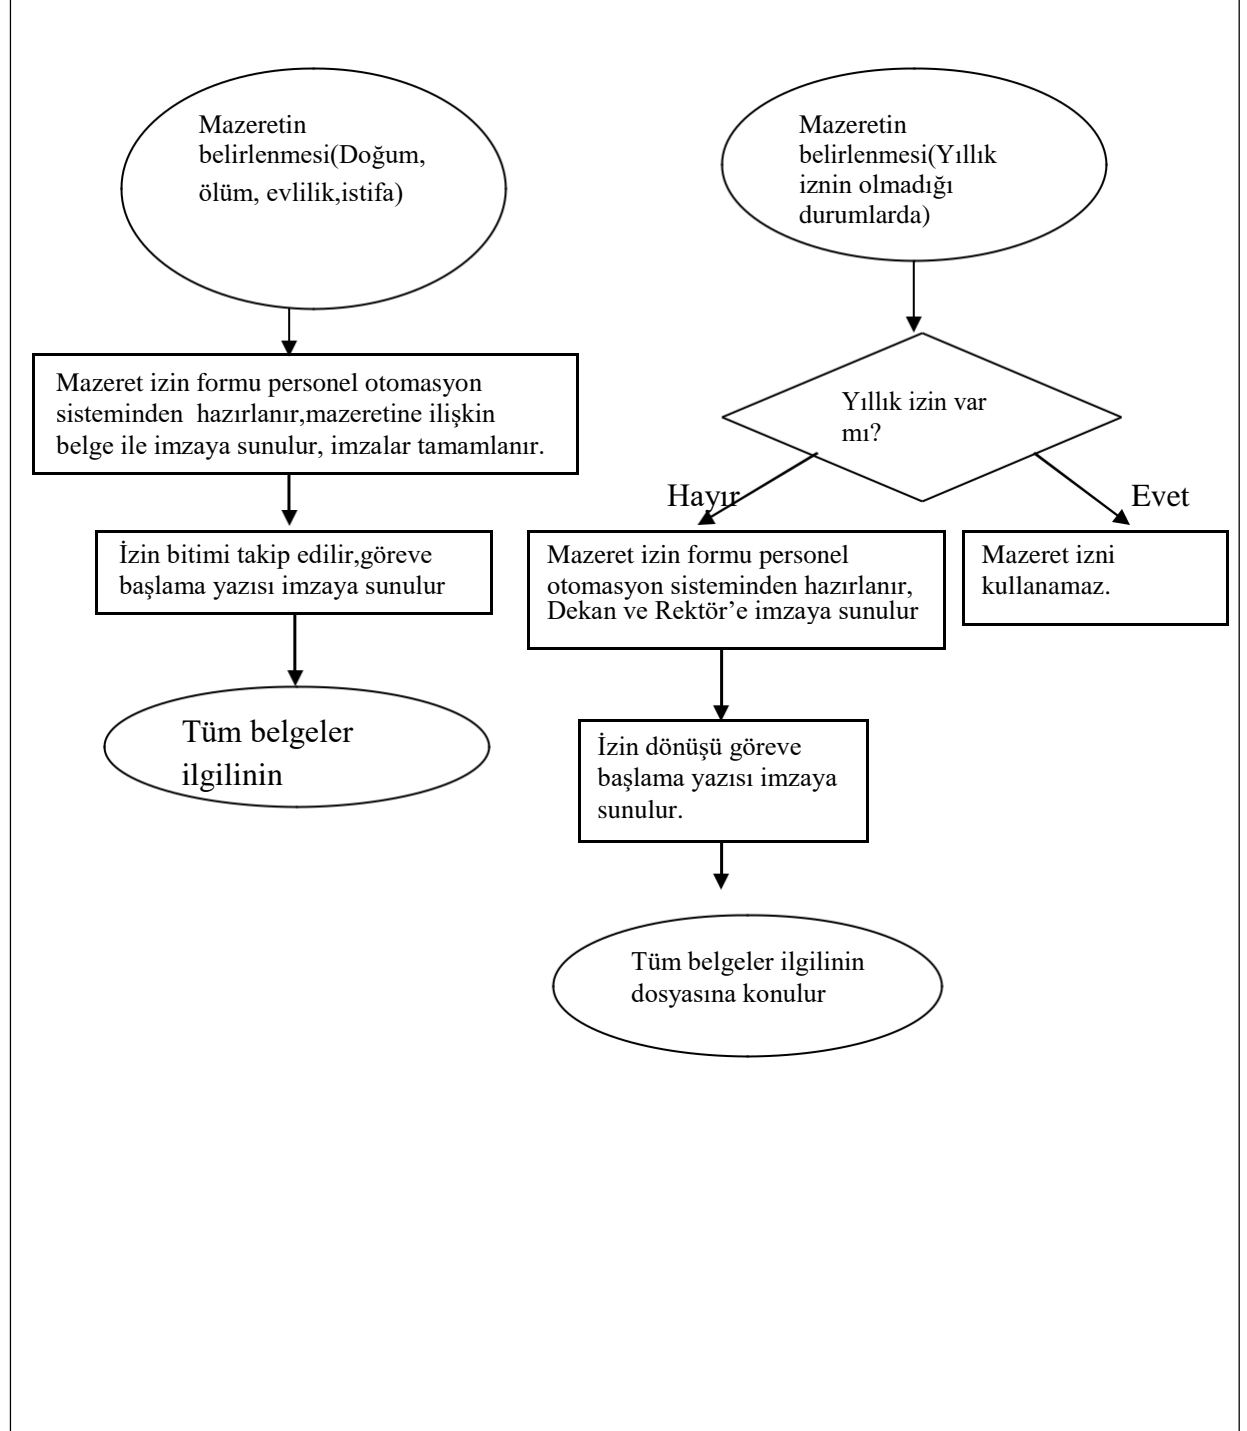 Mazeretin
belirlenmesi(Doğum,
ölüm, evlilik,istifa)
Mazeret izin formu personel otomasyon
sisteminden hazırlanır,mazeretine ilişkin
belge ile imzaya sunulur, imzalar tamamlanır.
İzin bitimi takip edilir,göreve
başlama yazısı imzaya sunulur
Tüm belgeler
ilgilinin
Mazeretin
belirlenmesi(Yıllık
iznin olmadığı
durumlarda)
Yıllık izin var
mı?
Hayır
Evet
Mazeret izin formu personel
otomasyon sisteminden hazırlanır,
Dekan ve Rektör’e imzaya sunulur
Mazeret izni
kullanamaz.
İzin dönüşü göreve
başlama yazısı imzaya
sunulur.
Tüm belgeler ilgilinin
dosyasına konulur